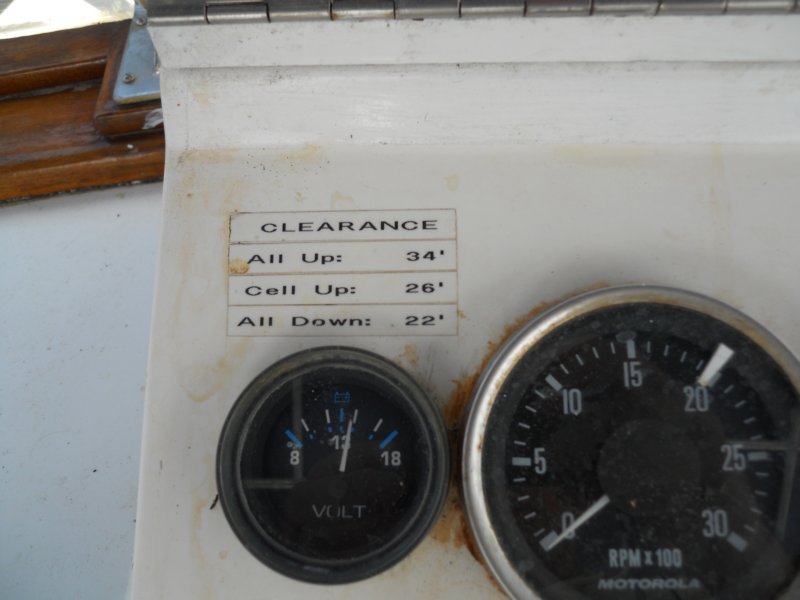 CLEARANCE
All Up: 34'
Cell Up: 26'
All Down: 22'
8 13 18
VOLT
0 5 10 15 20 25 30
RPM x 100
MOTOROLA